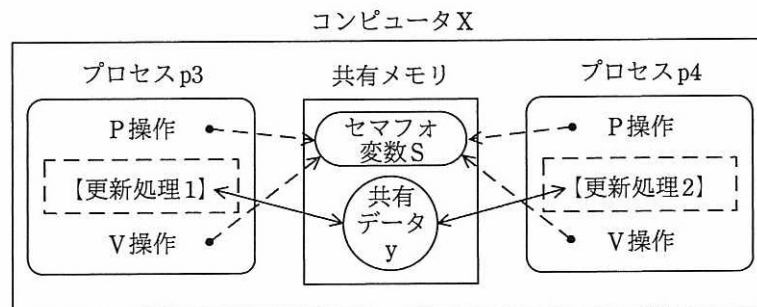 コンピュータX
プロセスp3
共有メモリ
プロセスp4
P操作
セマフォ
変数S
P操作
【更新処理1】
共有
データ
y
【更新処理2】
V操作
V操作